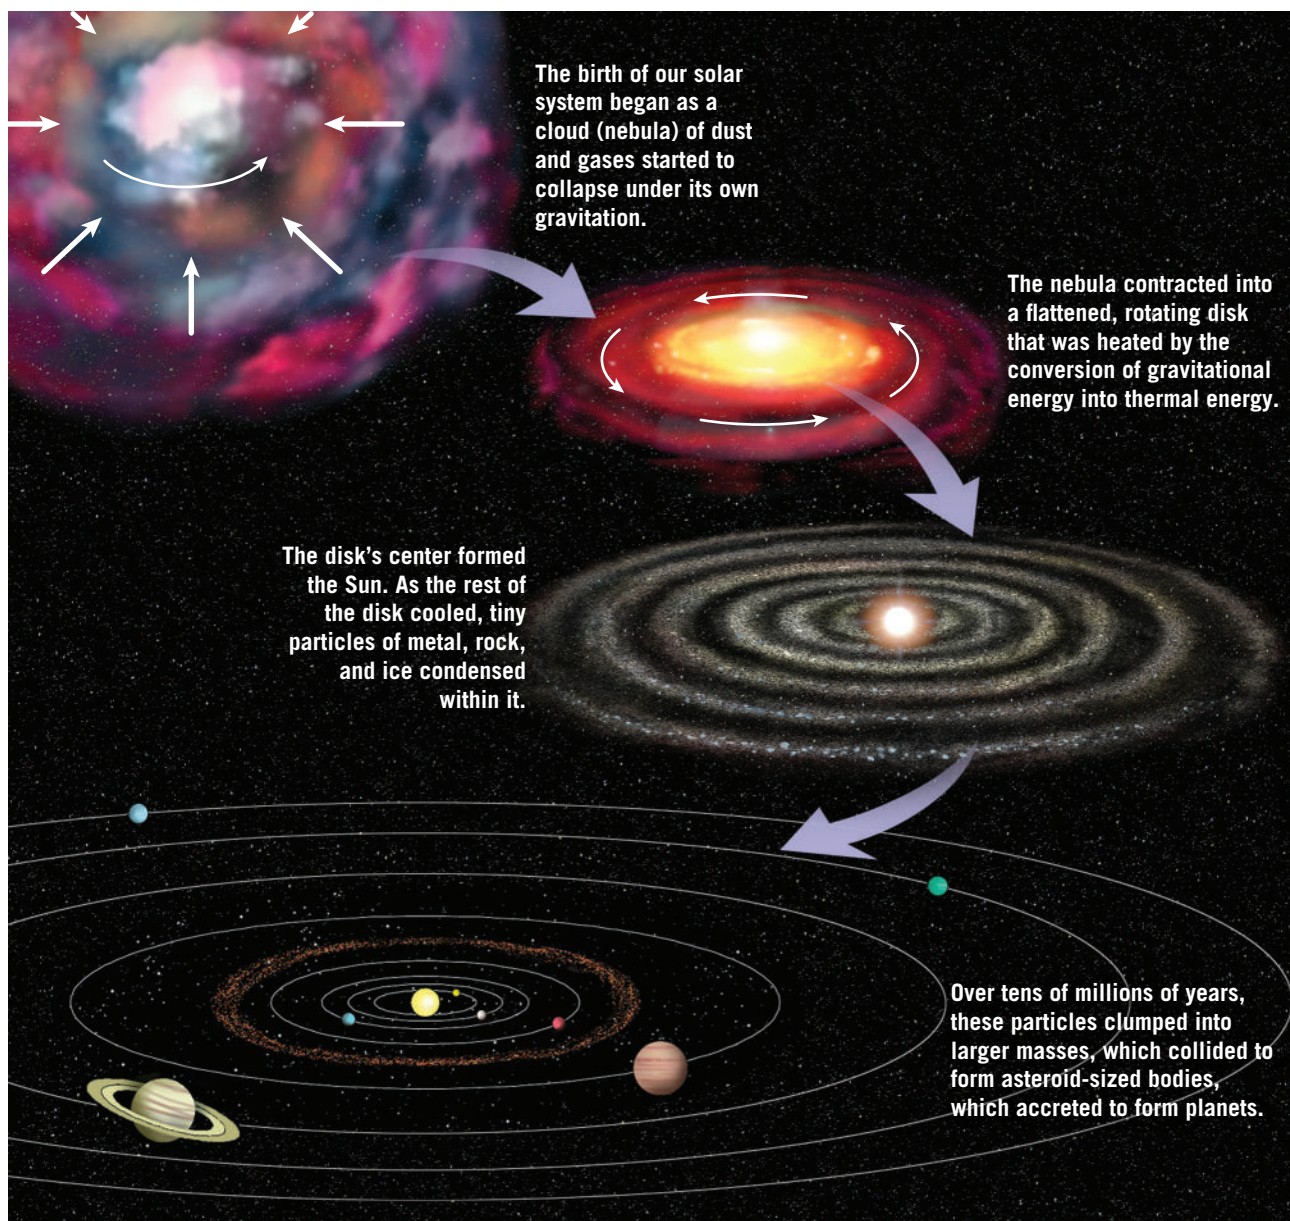 The birth of our solar
system began as a
cloud (nebula) of dust
and gases started to
collapse under its own
gravitation.
The nebula contracted into
a flattened, rotating disk
that was heated by the
conversion of gravitational
energy into thermal energy.
The disk’s center formed
the Sun. As the rest of
the disk cooled, tiny
particles of metal, rock,
and ice condensed
within it.
Over tens of millions of years,
these particles clumped into
larger masses, which collided to
form asteroid-sized bodies,
which accreted to form planets.